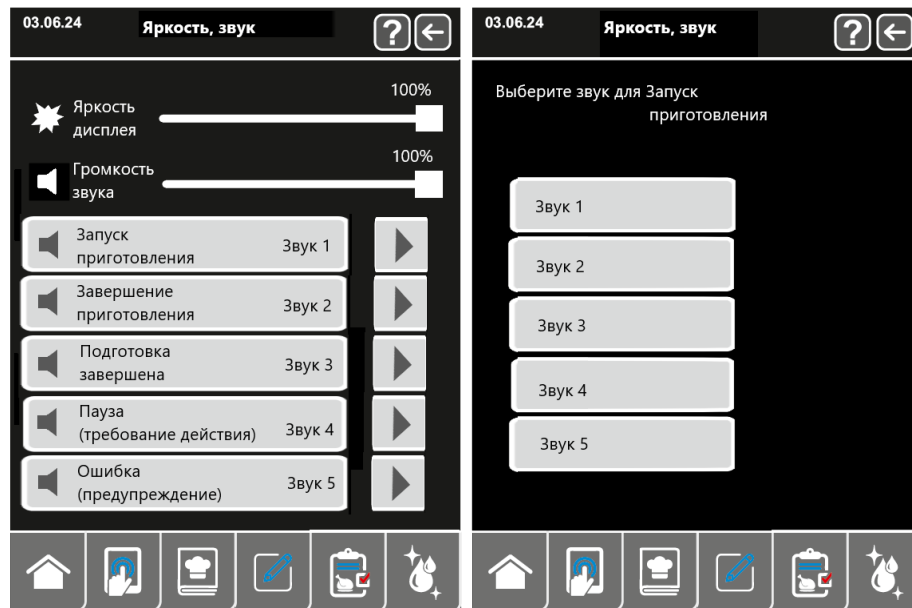 03.06.24
Яркость, звук
?
100%
Яркость
дисплея
100%
Громкость
звука
Запуск
приготовления
Звук 1
Завершение
приготовления
Звук 2
Подготовка
завершена
Звук 3
Пауза
(требование действия)
Звук 4
Ошибка
(предупреждение)
Звук 5
03.06.24
Яркость, звук
?
Выберите звук для Запуск
приготовления
Звук 1
Звук 2
Звук 3
Звук 4
Звук 5